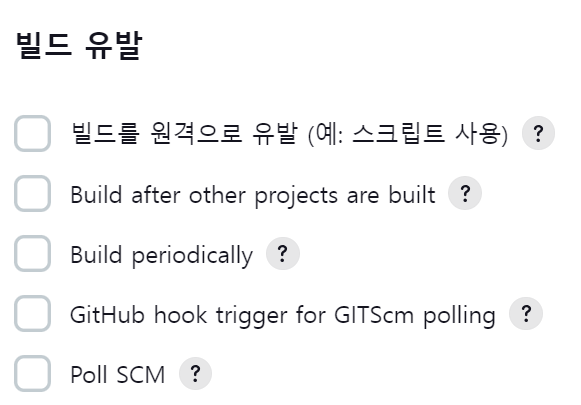 빌드 유발
빌드를 원격으로 유발 (예: 스크립트 사용) ?
Build after other projects are built ?
Build periodically ?
GitHub hook trigger for GITScm polling ?
Poll SCM ?